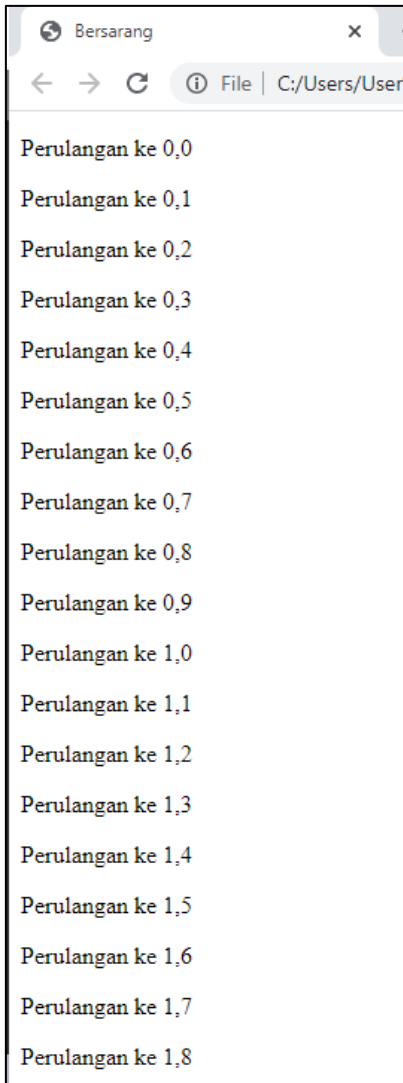 Bersarang
File | C:/Users/User
Perulangan ke 0,0
Perulangan ke 0,1
Perulangan ke 0,2
Perulangan ke 0,3
Perulangan ke 0,4
Perulangan ke 0,5
Perulangan ke 0,6
Perulangan ke 0,7
Perulangan ke 0,8
Perulangan ke 0,9
Perulangan ke 1,0
Perulangan ke 1,1
Perulangan ke 1,2
Perulangan ke 1,3
Perulangan ke 1,4
Perulangan ke 1,5
Perulangan ke 1,6
Perulangan ke 1,7
Perulangan ke 1,8